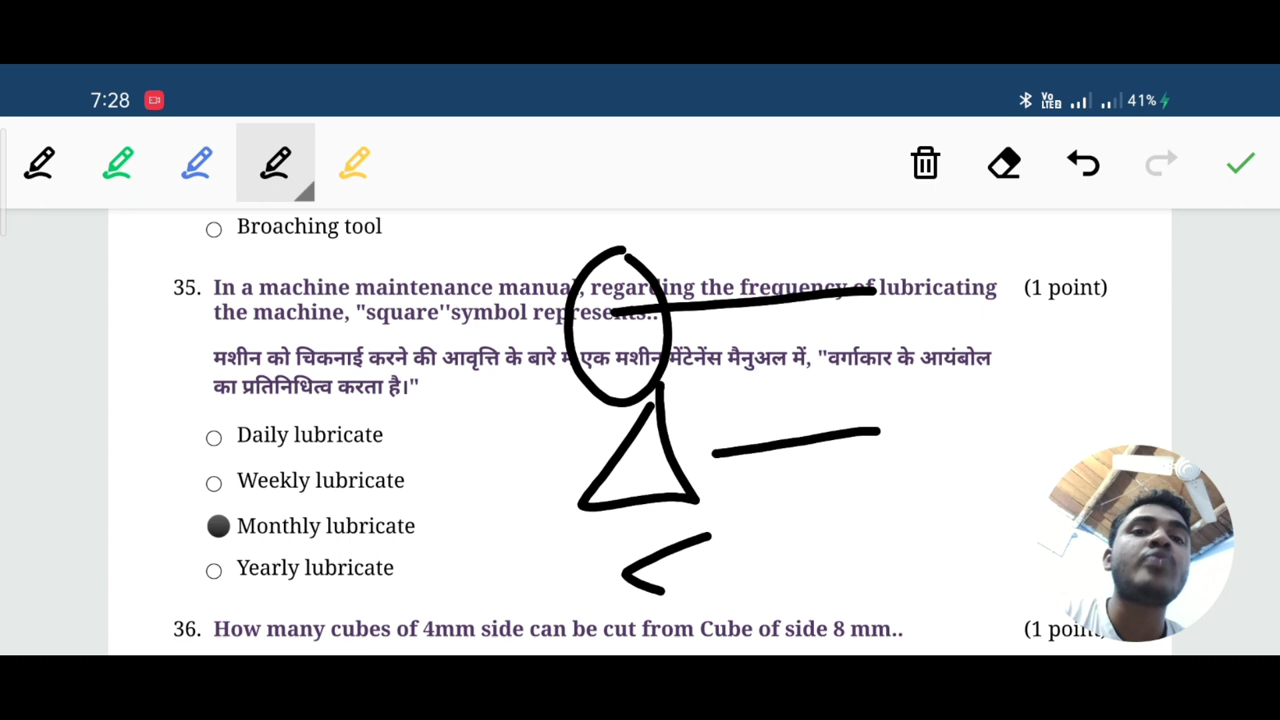 7:28
Vo
LTE 2
41%
Broaching tool
35. In a machine maintenance manual, regarding the frequency of lubricating (1 point)
the machine, "square''symbol represents..
मशीन को चिकनाई करने की आवृत्ति के बारे में एक मशीन मेंटेनेंस मैनुअल में, "वर्गाकार के आयंबोल
का प्रतिनिधित्व करता है।"
Daily lubricate
Weekly lubricate
Monthly lubricate
Yearly lubricate
36. How many cubes of 4mm side can be cut from Cube of side 8 mm.. (1 point)